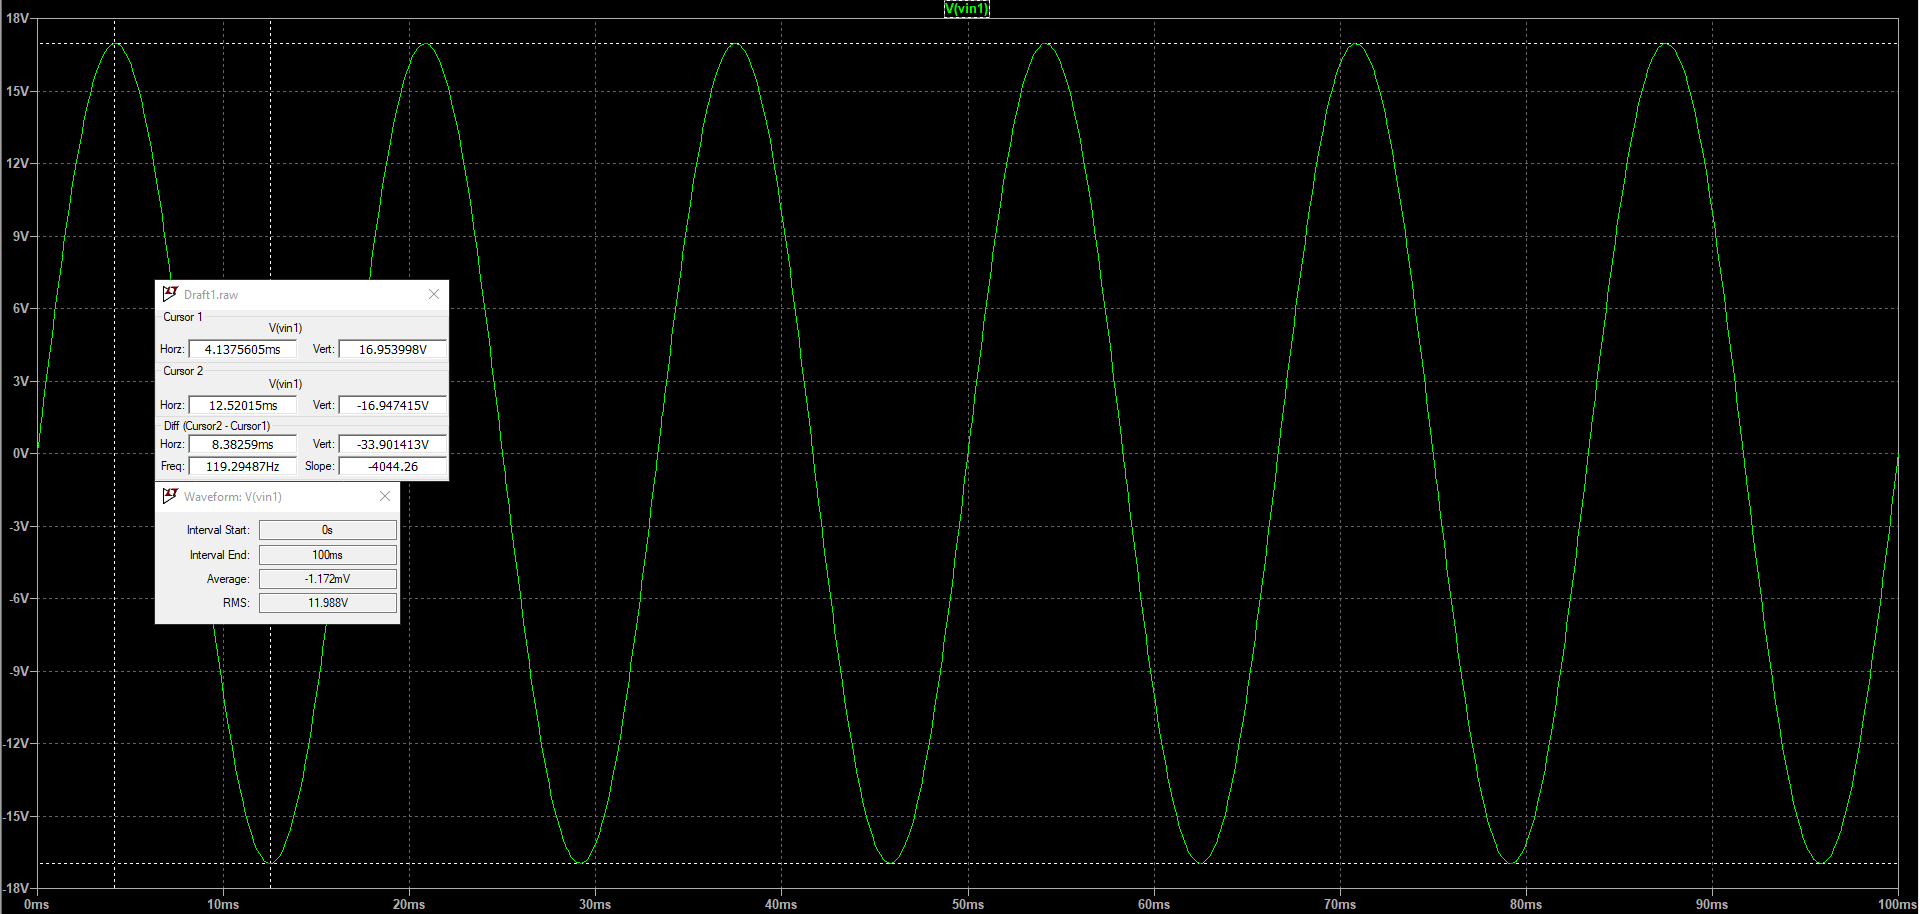 V(vin1)
18V
15V
12V
9V
6V
3V
0V
-3V
-6V
-9V
-12V
-15V
-18V
Draft1.raw
Cursor 1
V(vin1)
Horz: 4.1375605ms Vert: 16.953998V
Cursor 2
V(vin1)
Horz: 12.52015ms Vert: -16.947415V
Diff (Cursor2 - Cursor1)
Horz: 8.38259ms Vert: -33.901413V
Freq: 119.29487Hz Slope: -4044.26
Waveform: V(vin1)
Interval Start: 0s
Interval End: 100ms
Average: -1.172mV
RMS: 11.988V
0ms 10ms 20ms 30ms 40ms 50ms 60ms 70ms 80ms 90ms 100ms